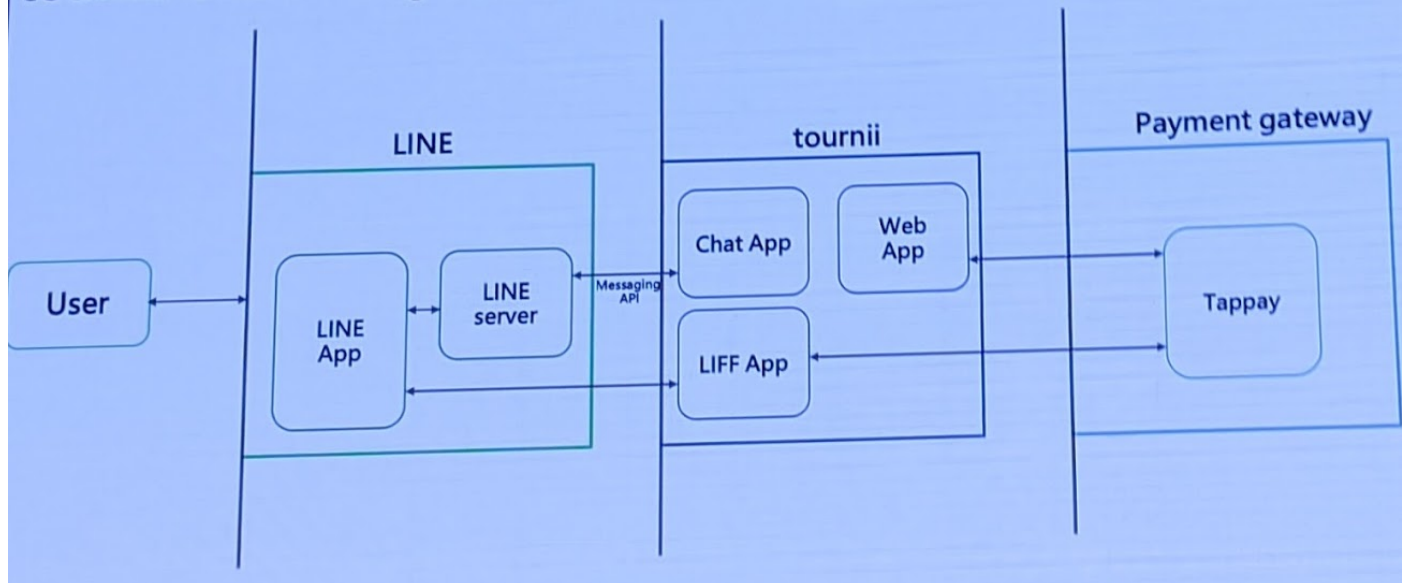 LINE
tournii
Payment gateway
User
LINE
App
LINE
server
Messaging
API
Chat App
Web
App
LIFF App
Tappay